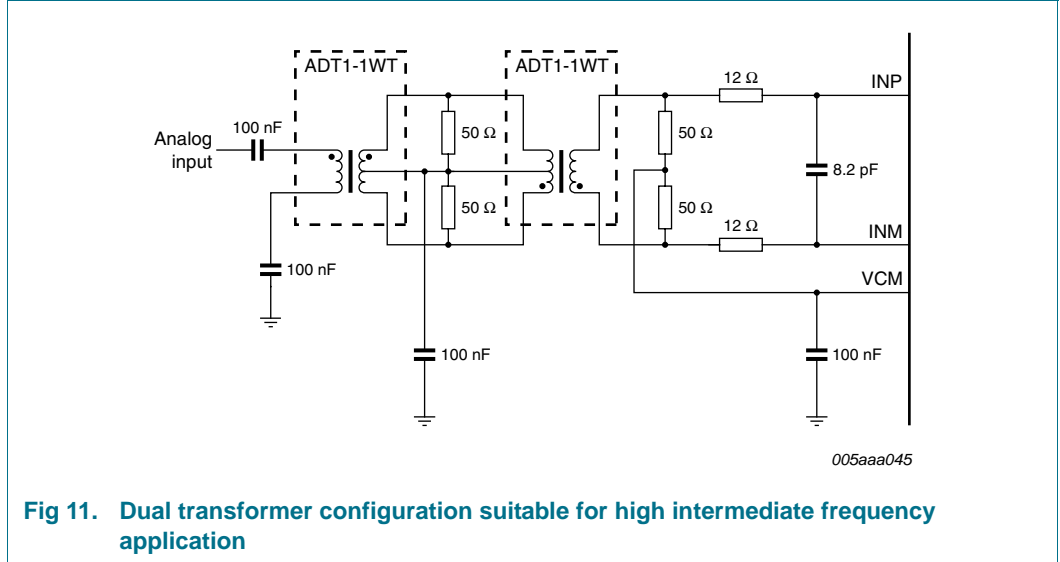 ADT1-1WT
ADT1-1WT
12 Ω
INP
Analog
input
100 nF
50 Ω
50 Ω
8.2 pF
50 Ω
50 Ω
12 Ω
INM
100 nF
VCM
100 nF
100 nF
005aaa045
Fig 11. Dual transformer configuration suitable for high intermediate frequency
application